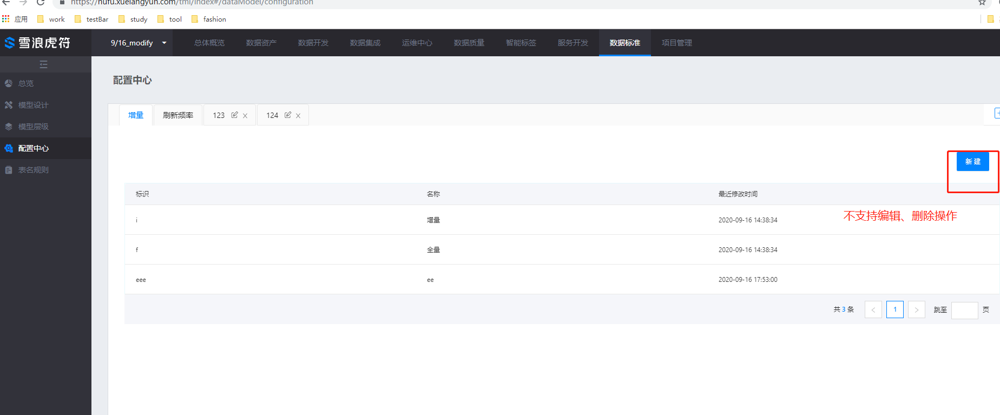 https://hufu.xuelangyun.com/tml/index#/dataModel/configuration
应用 work testBar study tool fashion
雪浪虎符 9/16_modify 总体概览 数据资产 数据开发 数据集成 运维中心 数据质量 智能标签 服务开发 数据标准 项目管理
总览
模型设计
模型层级
配置中心
表名规则
配置中心
增量 刷新频率 123 124
新建
标识 名称 最近修改时间
i 增量 2020-09-16 14:38:34
不支持编辑、删除操作
f 全量 2020-09-16 14:38:34
eee ee 2020-09-16 17:53:00
共 3 条 < 1 > 跳至 页